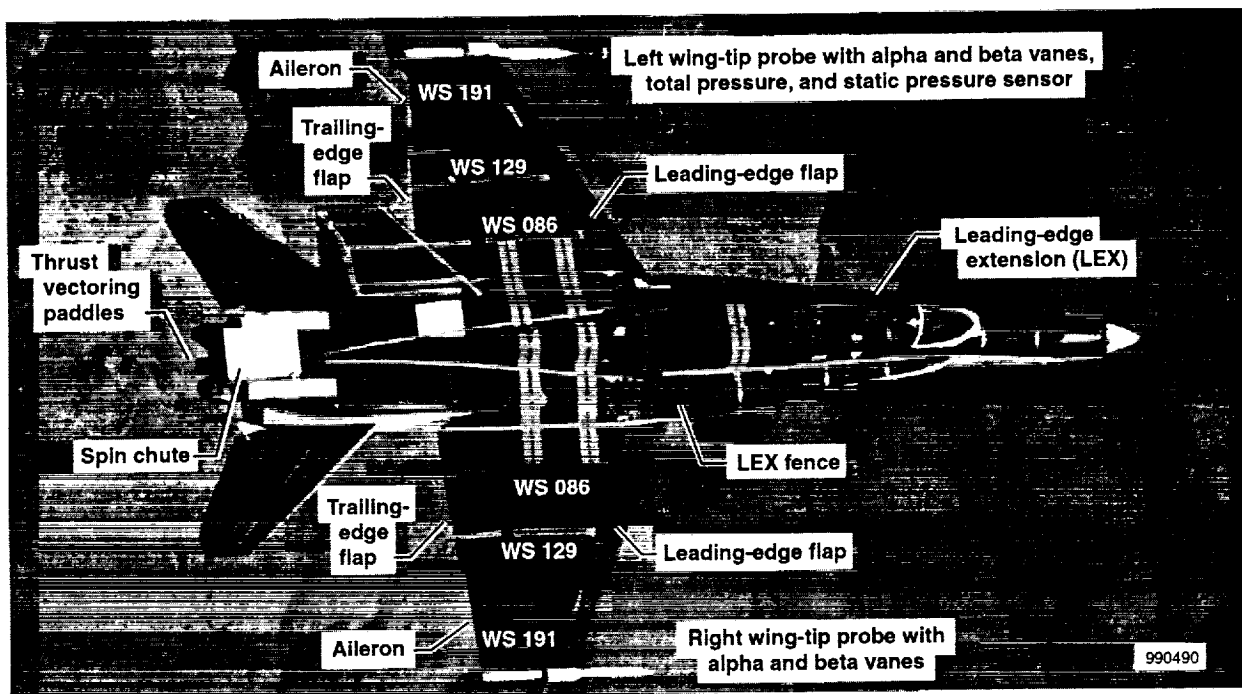 Aileron
Left wing-tip probe with alpha and beta vanes,
total pressure, and static pressure sensor
WS 191
Trailing-
edge
flap
WS 129
Leading-edge flap
WS 086
Leading-edge
extension (LEX)
Thrust
vectoring
paddles
Spin chute
LEX fence
WS 086
Trailing-
edge
flap
WS 129
Leading-edge flap
Aileron
WS 191
Right wing-tip probe with
alpha and beta vanes
990490